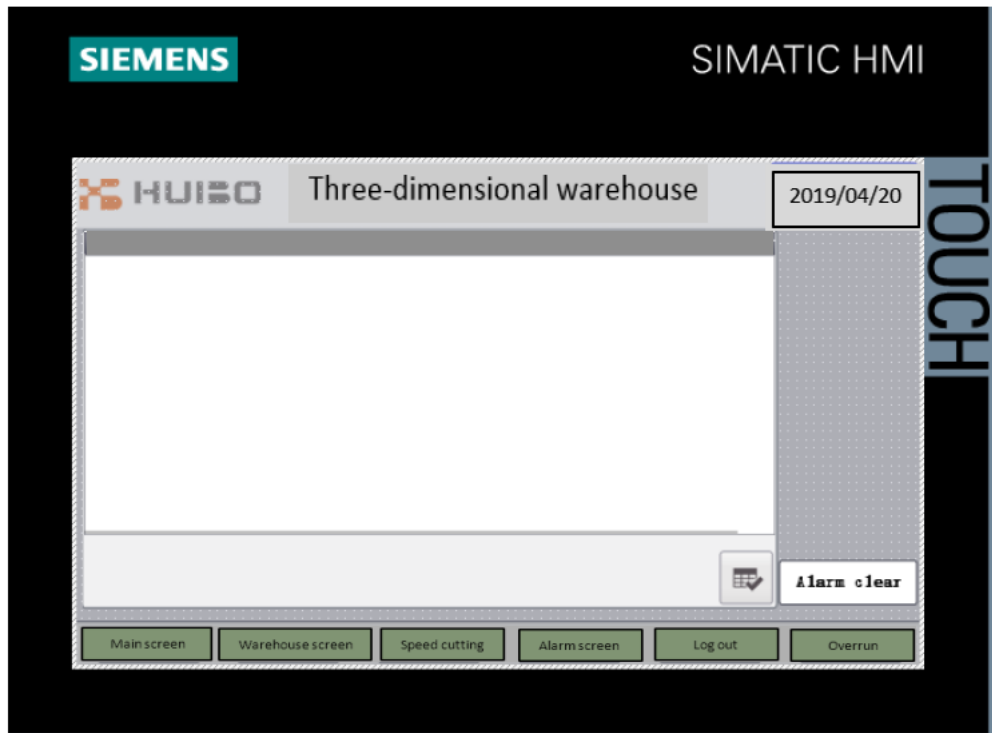 SIEMENS
SIMATIC HMI
TOUCH
HUIBO
Three-dimensional warehouse
2019/04/20
Alarm clear
Main screen
Warehouse screen
Speed cutting
Alarm screen
Log out
Overrun